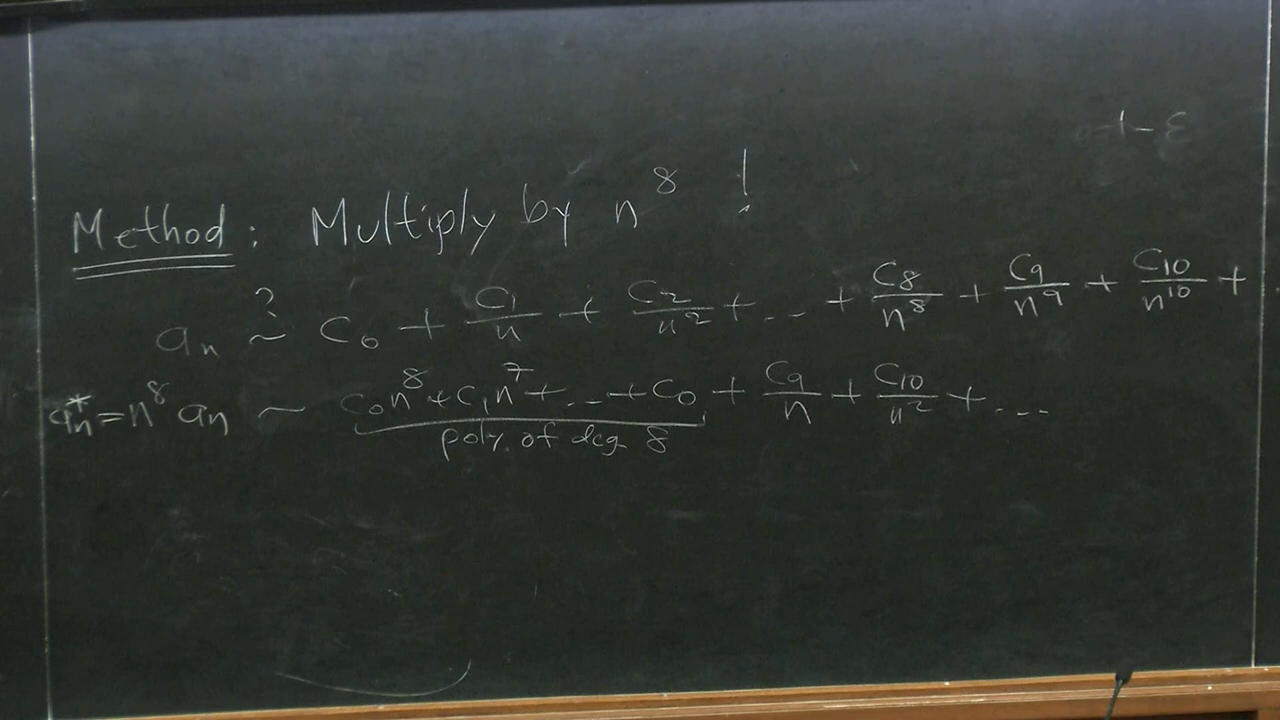 Method: Multiply by n^8 !
a_n ~^? C_0 + C_1/n + C_2/n^2 + ... + C_8/n^8 + C_9/n^9 + C_10/n^10 +
a_n^* = n^8 a_n ~ C_0 n^8 + C_1 n^7 + ... + C_0 + C_9/n + C_10/n^2 + ...
poly. of deg 8